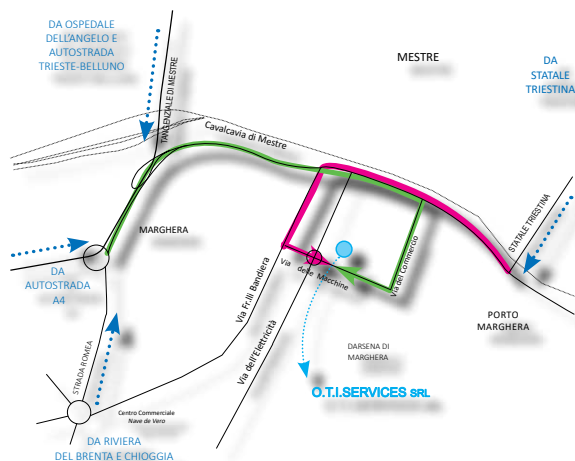 DA OSPEDALE
DELL'ANGELO E
AUTOSTRADA
TRIESTE-BELLUNO
MESTRE
DA
STATALE
TRIESTINA
TANGENZIALE DI MESTRE
Cavalcavia di Mestre
MARGHERA
STATALE TRIESTINA
DA
AUTOSTRADA
A4
Via Fr.lli Bandiera
Via delle Macchine
Via del Commercio
PORTO
MARGHERA
Via dell'Elettricità
DARSENA DI
MARGHERA
STRADA ROMEA
O.T.I.SERVICES SRL
Centro Commerciale
Nave de Vero
DA RIVIERA
DEL BRENTA E CHIOGGIA